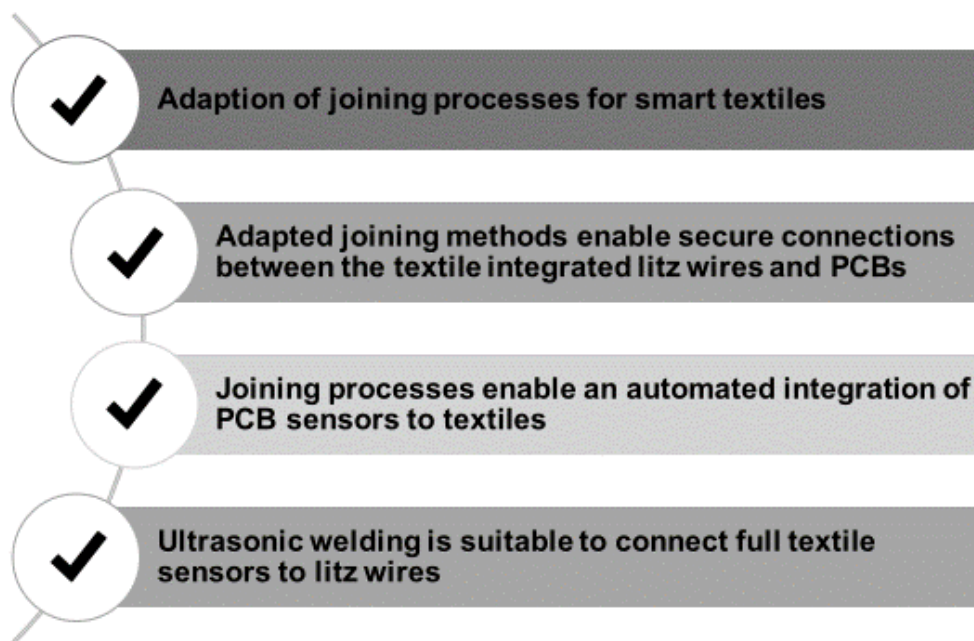 Adaption of joining processes for smart textiles
Adapted joining methods enable secure connections
between the textile integrated litz wires and PCBs
Joining processes enable an automated integration of
PCB sensors to textiles
Ultrasonic welding is suitable to connect full textile
sensors to litz wires